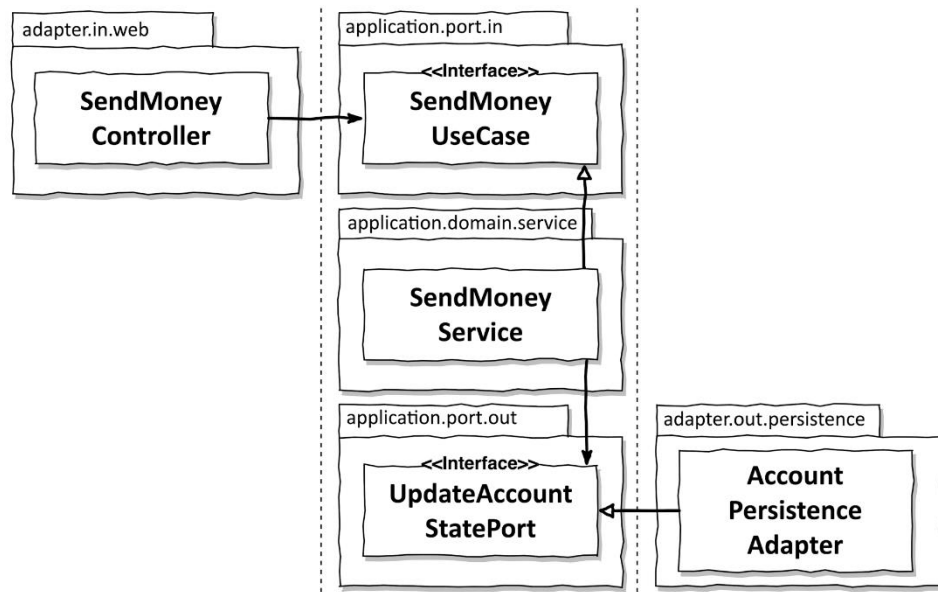 adapter.in.web
SendMoney
Controller
application.port.in
<<Interface>>
SendMoney
UseCase
application.domain.service
SendMoney
Service
application.port.out
<<Interface>>
UpdateAccount
StatePort
adapter.out.persistence
Account
Persistence
Adapter